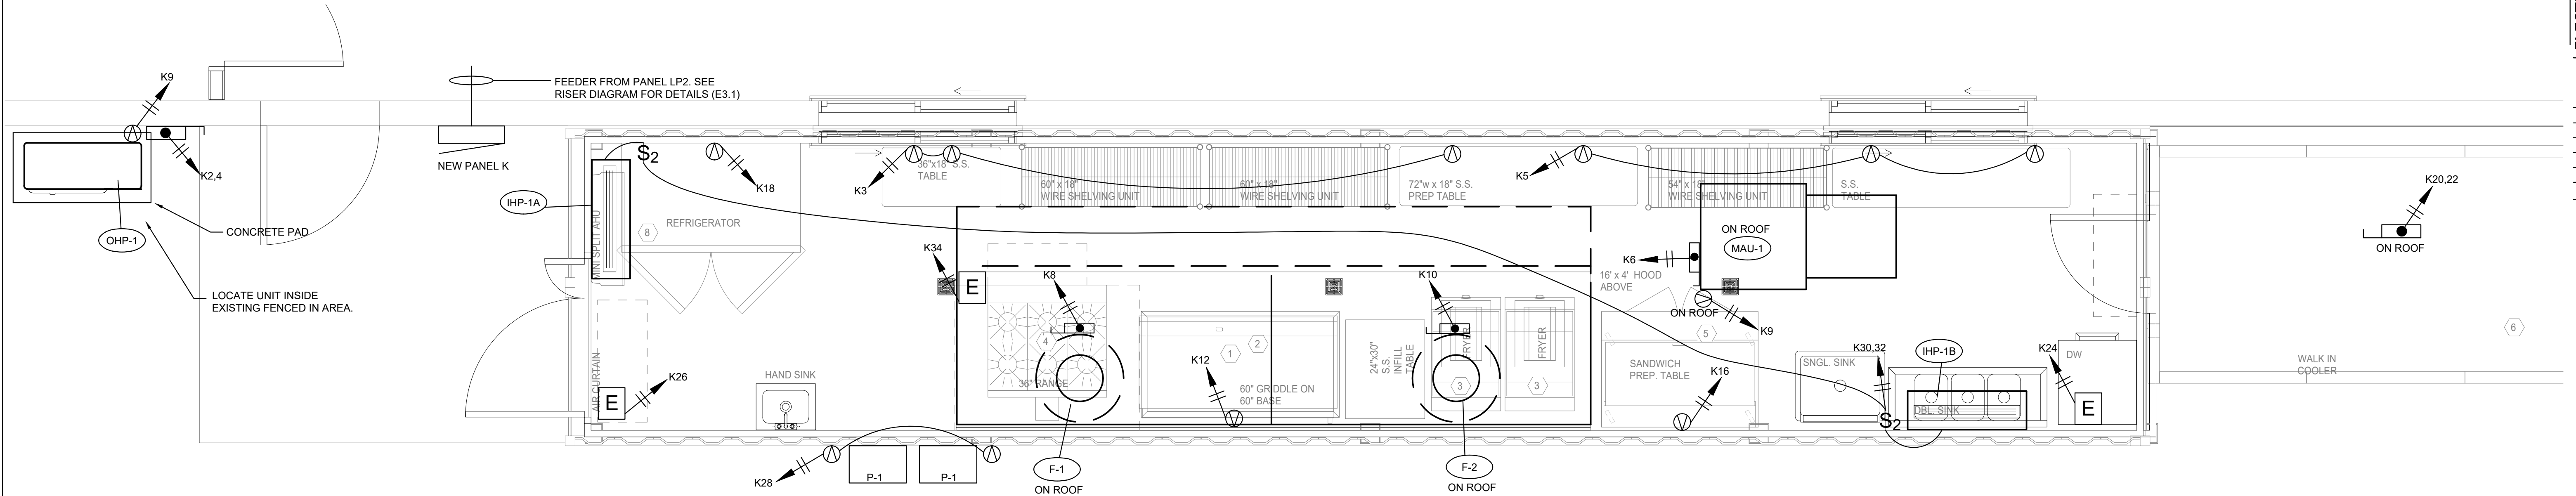 K9
FEEDER FROM PANEL LP2. SEE
RISER DIAGRAM FOR DETAILS (E3.1)
K2,4
NEW PANEL K
OHP-1
CONCRETE PAD
LOCATE UNIT INSIDE
EXISTING FENCED IN AREA.
IHP-1A
MINI SPLIT AHU
S2
8
REFRIGERATOR
K18
K3
36"x18" S.S.
TABLE
60" x 18"
WIRE SHELVING UNIT
60" x 18"
WIRE SHELVING UNIT
72"w x 18" S.S.
PREP TABLE
K5
54" x 18"
WIRE SHELVING UNIT
S.S.
TABLE
K20,22
ON ROOF
ON ROOF
MAU-1
K6
16' x 4' HOOD
ABOVE
ON ROOF
K9
K34
E
K8
K10
4
36" RANGE
K12
1
2
60" GRIDDLE ON
60" BASE
24"x30"
S.S.
INFILL
TABLE
FRYER
FRYER
3
3
5
SANDWICH
PREP. TABLE
K16
SNGL. SINK
K30,32
IHP-1B
DBL. SINK
S2
K24
DW
E
6
WALK IN
COOLER
AIR CURTAIN
E
K26
HAND SINK
K28
P-1
P-1
F-1
ON ROOF
F-2
ON ROOF